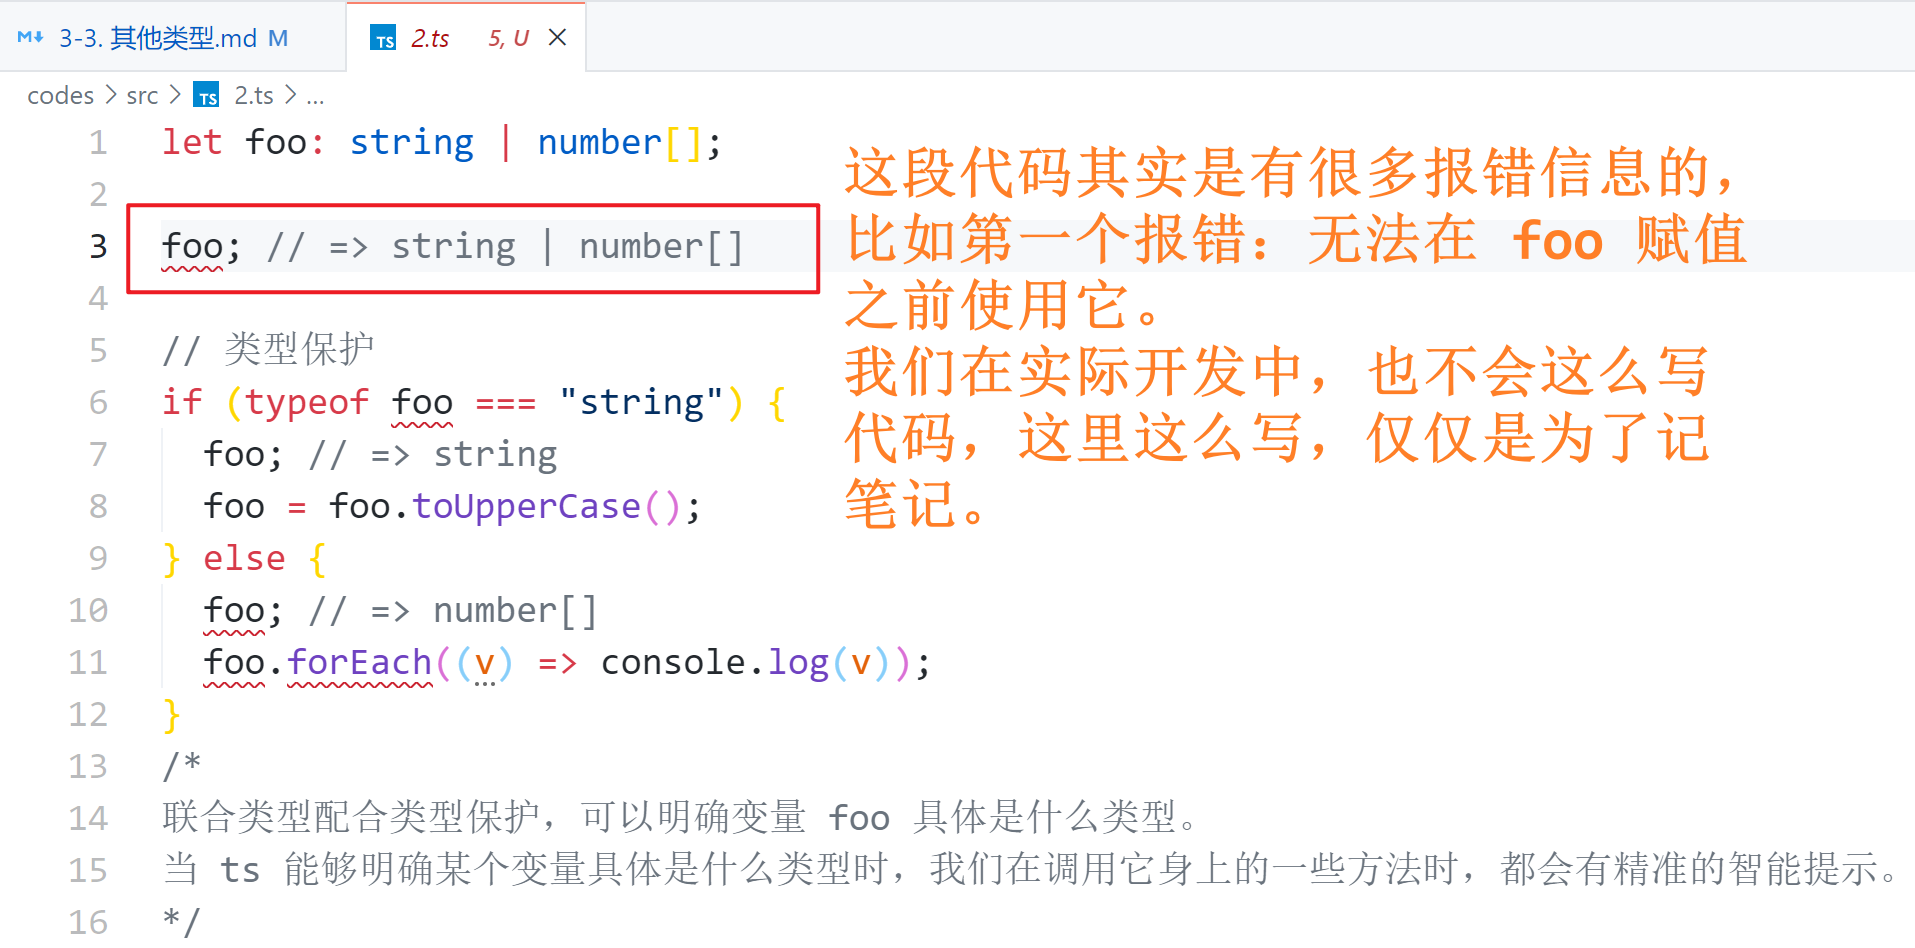 3-3. 其他类型.md M
TS 2.ts 5, U
codes > src > TS 2.ts > ...
1 let foo: string | number[];
2
3 foo; // => string | number[]
4
5 // 类型保护
6 if (typeof foo === "string") {
7 foo; // => string
8 foo = foo.toUpperCase();
9 } else {
10 foo; // => number[]
11 foo.forEach((v) => console.log(v));
12 }
13 /*
14 联合类型配合类型保护，可以明确变量 foo 具体是什么类型。
15 当 ts 能够明确某个变量具体是什么类型时，我们在调用它身上的一些方法时，都会有精准的智能提示。
16 */
这段代码其实是有很多报错信息的，
比如第一个报错：无法在 foo 赋值
之前使用它。
我们在实际开发中，也不会这么写
代码，这里这么写，仅仅是为了记
笔记。